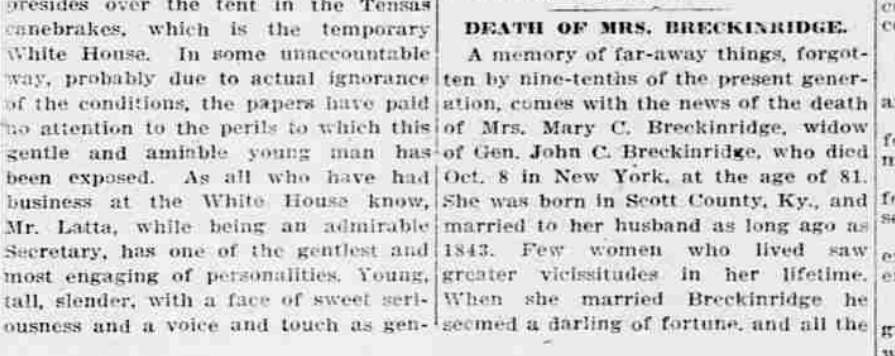 presides over the tent in the Tensas
canebrakes, which is the temporary
White House. In some unaccountable
way, probably due to actual ignorance
of the conditions, the papers have paid
no attention to the perils to which this
gentle and amiable young man has
been exposed. As all who have had
business at the White House know,
Mr. Latta, while being an admirable
Secretary, has one of the gentlest and
most engaging of personalities. Young,
tall, slender, with a face of sweet seri-
ousness and a voice and touch as gen-
DEATH OF MRS. BRECKINRIDGE.
A memory of far-away things, forgot-
ten by nine-tenths of the present gener-
ation, comes with the news of the death
of Mrs. Mary C. Breckinridge, widow
of Gen. John C. Breckinridge, who died
Oct. 8 in New York, at the age of 81.
She was born in Scott County, Ky., and
married to her husband as long ago as
1843. Few women who lived saw
greater vicissitudes in her lifetime.
When she married Breckinridge he
seemed a darling of fortune, and all the